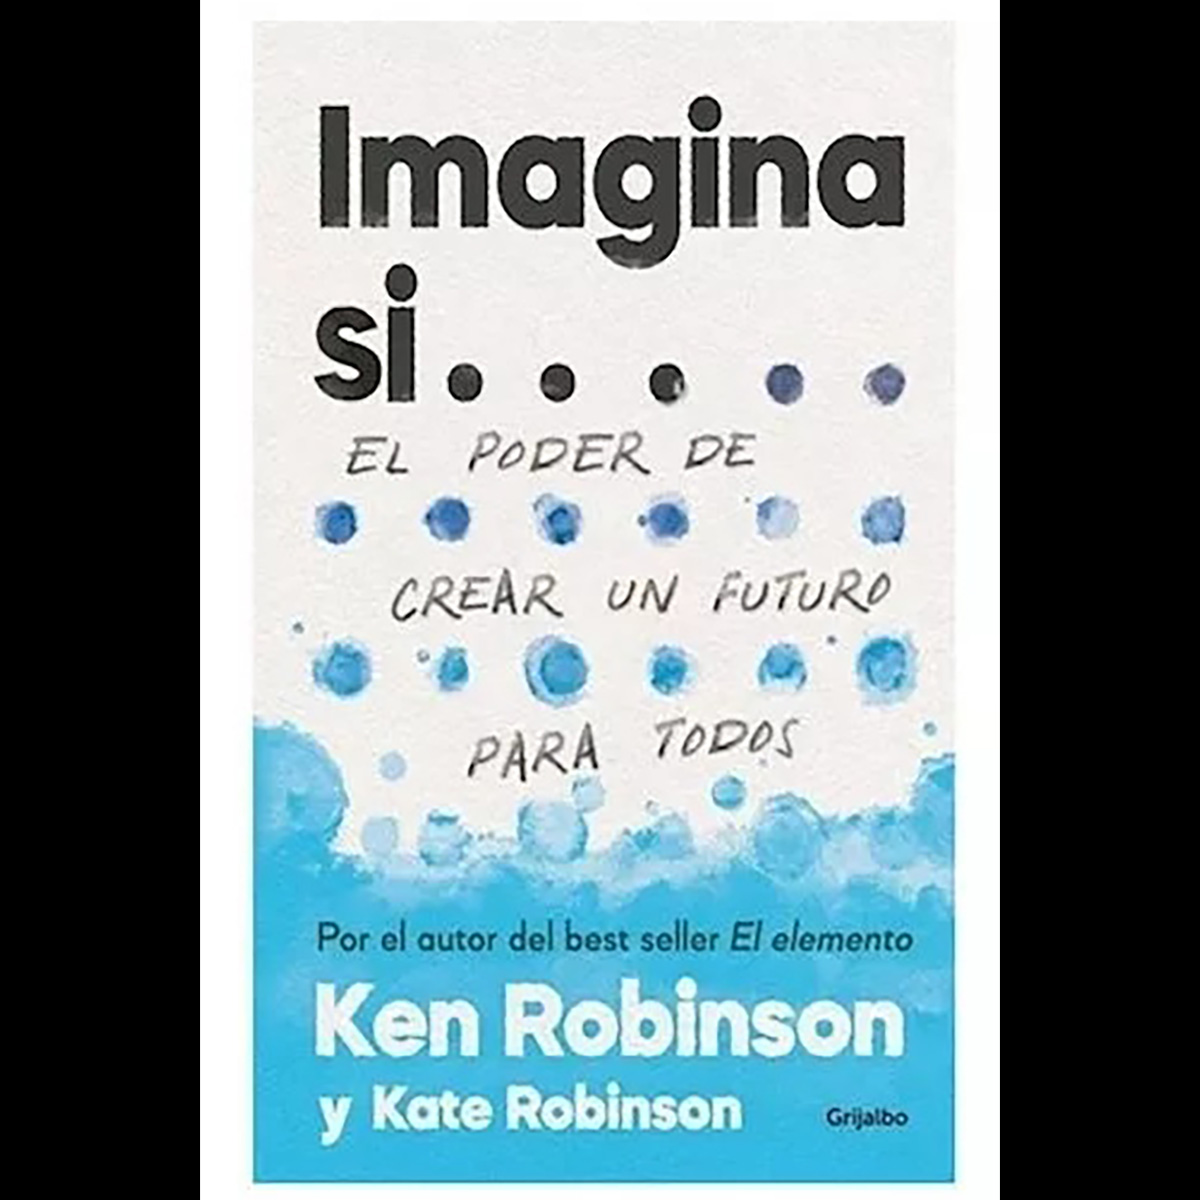 Imagina
si...
EL PODER DE
CREAR UN FUTURO
PARA TODOS
Por el autor del best seller El elemento
Ken Robinson
y Kate Robinson
Grijalbo